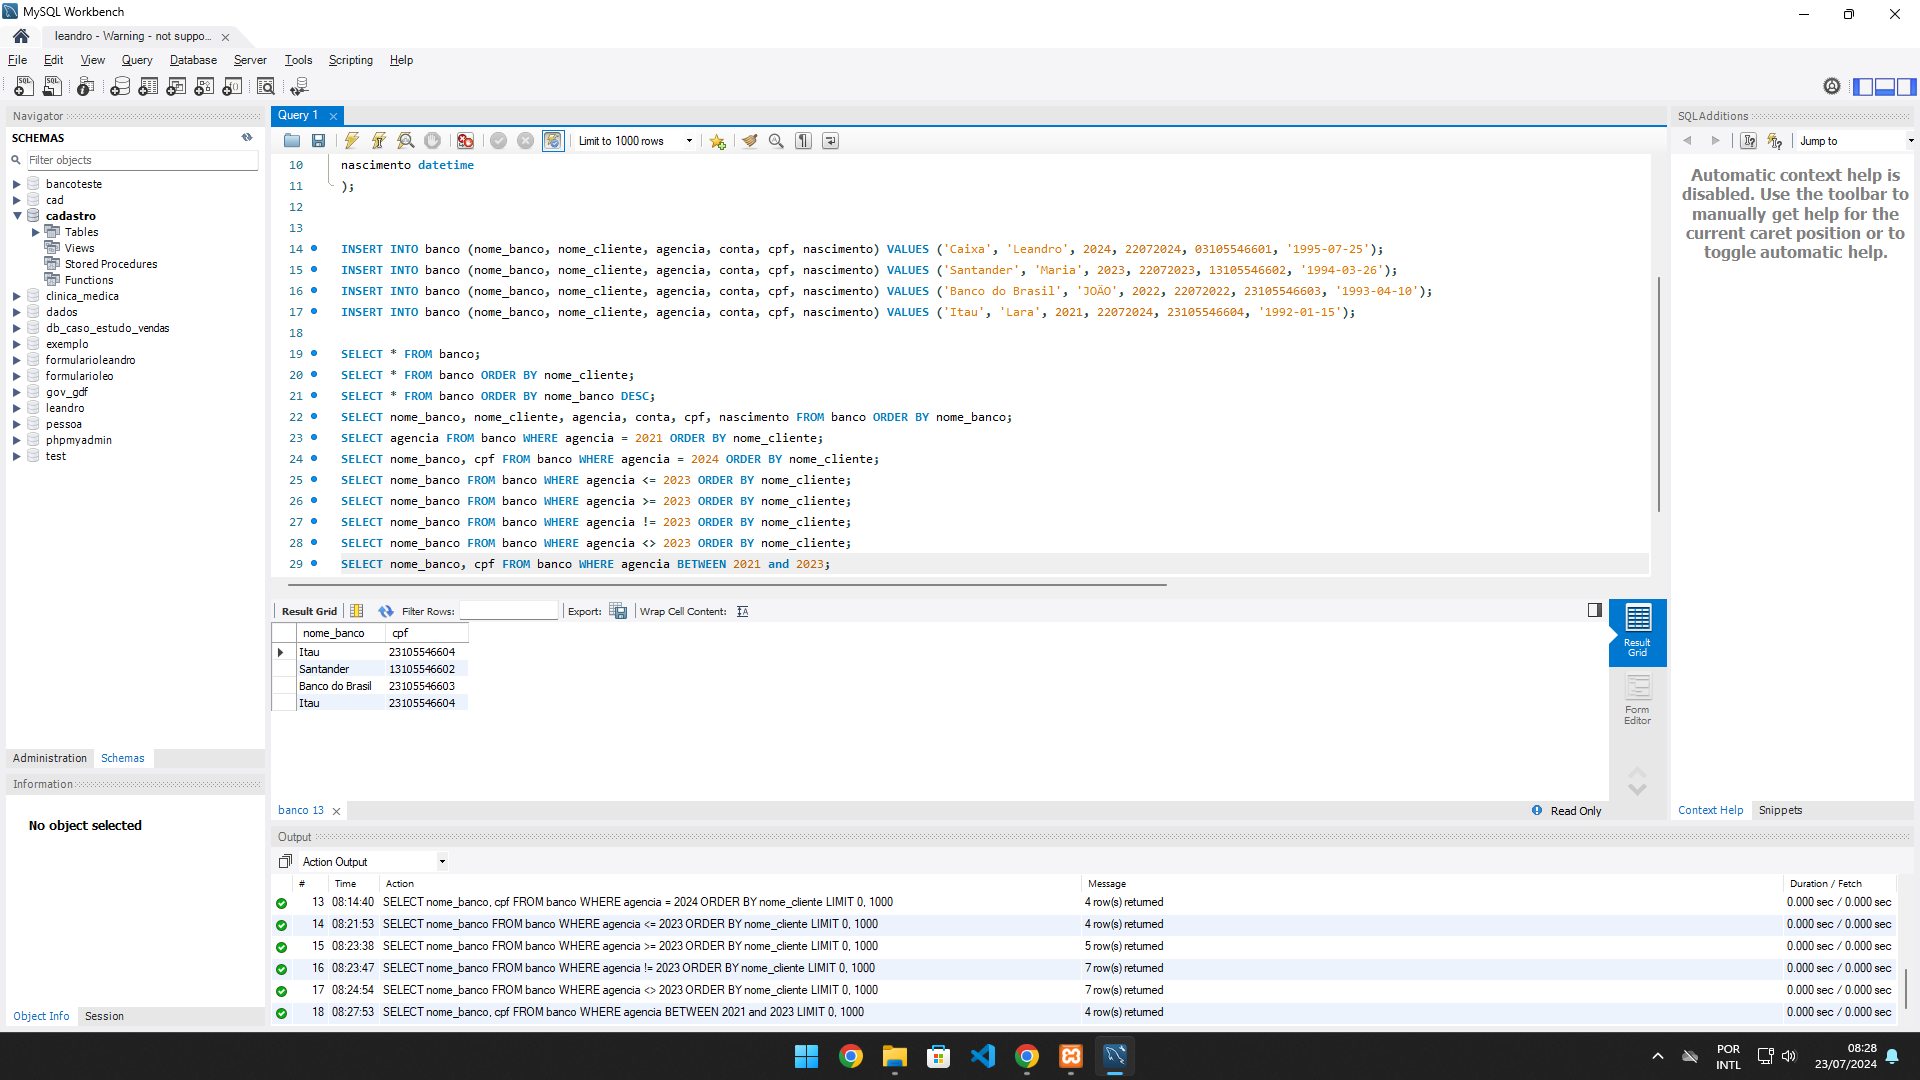 MySQL Workbench
leandro - Warning - not suppo...
File Edit View Query Database Server Tools Scripting Help
Navigator
SCHEMAS
Filter objects
bancoteste
cad
cadastro
Tables
Views
Stored Procedures
Functions
clinica_medica
dados
db_caso_estudo_vendas
exemplo
formularioleandro
formularioleo
gov_gdf
leandro
pessoa
phpmyadmin
test
Administration Schemas
Information
No object selected
Object Info Session
Query 1
Limit to 1000 rows
10 nascimento datetime
11 );
12
13
14 INSERT INTO banco (nome_banco, nome_cliente, agencia, conta, cpf, nascimento) VALUES ('Caixa', 'Leandro', 2024, 22072024, 03105546601, '1995-07-25');
15 INSERT INTO banco (nome_banco, nome_cliente, agencia, conta, cpf, nascimento) VALUES ('Santander', 'Maria', 2023, 22072023, 13105546602, '1994-03-26');
16 INSERT INTO banco (nome_banco, nome_cliente, agencia, conta, cpf, nascimento) VALUES ('Banco do Brasil', 'JOÃO', 2022, 22072022, 23105546603, '1993-04-10');
17 INSERT INTO banco (nome_banco, nome_cliente, agencia, conta, cpf, nascimento) VALUES ('Itau', 'Lara', 2021, 22072024, 23105546604, '1992-01-15');
18
19 SELECT * FROM banco;
20 SELECT * FROM banco ORDER BY nome_cliente;
21 SELECT * FROM banco ORDER BY nome_banco DESC;
22 SELECT nome_banco, nome_cliente, agencia, conta, cpf, nascimento FROM banco ORDER BY nome_banco;
23 SELECT agencia FROM banco WHERE agencia = 2021 ORDER BY nome_cliente;
24 SELECT nome_banco, cpf FROM banco WHERE agencia = 2024 ORDER BY nome_cliente;
25 SELECT nome_banco FROM banco WHERE agencia <= 2023 ORDER BY nome_cliente;
26 SELECT nome_banco FROM banco WHERE agencia >= 2023 ORDER BY nome_cliente;
27 SELECT nome_banco FROM banco WHERE agencia != 2023 ORDER BY nome_cliente;
28 SELECT nome_banco FROM banco WHERE agencia <> 2023 ORDER BY nome_cliente;
29 SELECT nome_banco, cpf FROM banco WHERE agencia BETWEEN 2021 and 2023;
Result Grid Filter Rows: Export: Wrap Cell Content:
nome_banco cpf
Itau 23105546604
Santander 13105546602
Banco do Brasil 23105546603
Itau 23105546604
Result
Grid
Form
Editor
banco 13
Read Only
SQLAdditions
Jump to
Automatic context help is
disabled. Use the toolbar to
manually get help for the
current caret position or to
toggle automatic help.
Context Help Snippets
Output
Action Output
# Time Action Message Duration / Fetch
13 08:14:40 SELECT nome_banco, cpf FROM banco WHERE agencia = 2024 ORDER BY nome_cliente LIMIT 0, 1000 4 row(s) returned 0.000 sec / 0.000 sec
14 08:21:53 SELECT nome_banco FROM banco WHERE agencia <= 2023 ORDER BY nome_cliente LIMIT 0, 1000 4 row(s) returned 0.000 sec / 0.000 sec
15 08:23:38 SELECT nome_banco FROM banco WHERE agencia >= 2023 ORDER BY nome_cliente LIMIT 0, 1000 5 row(s) returned 0.000 sec / 0.000 sec
16 08:23:47 SELECT nome_banco FROM banco WHERE agencia != 2023 ORDER BY nome_cliente LIMIT 0, 1000 7 row(s) returned 0.000 sec / 0.000 sec
17 08:24:54 SELECT nome_banco FROM banco WHERE agencia <> 2023 ORDER BY nome_cliente LIMIT 0, 1000 7 row(s) returned 0.000 sec / 0.000 sec
18 08:27:53 SELECT nome_banco, cpf FROM banco WHERE agencia BETWEEN 2021 and 2023 LIMIT 0, 1000 4 row(s) returned 0.000 sec / 0.000 sec
POR
INTL
08:28
23/07/2024